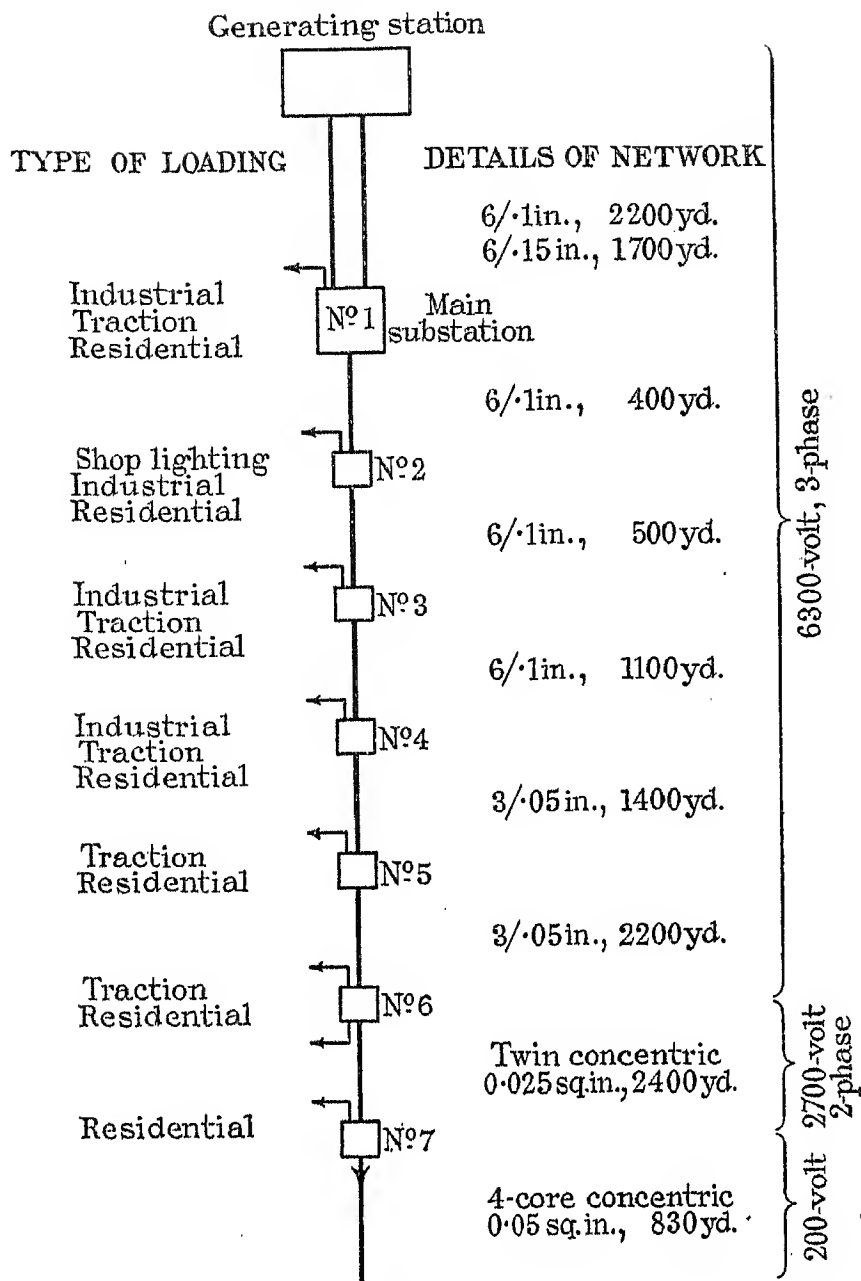 Generating station
TYPE OF LOADING
DETAILS OF NETWORK
6/·1in., 2200yd.
6/·15in., 1700yd.
Industrial
Traction
Residential
Nº1
Main
substation
6/·1in., 400yd.
Shop lighting
Industrial
Residential
Nº2
6/·1in., 500yd.
Industrial
Traction
Residential
Nº3
6/·1in., 1100yd.
Industrial
Traction
Residential
Nº4
3/·05in., 1400yd.
Traction
Residential
Nº5
3/·05in., 2200yd.
Traction
Residential
Nº6
Twin concentric
0·025sq.in., 2400yd.
Residential
Nº7
4-core concentric
0·05sq.in., 830yd.
6300-volt, 3-phase
2700-volt
2-phase
200-volt